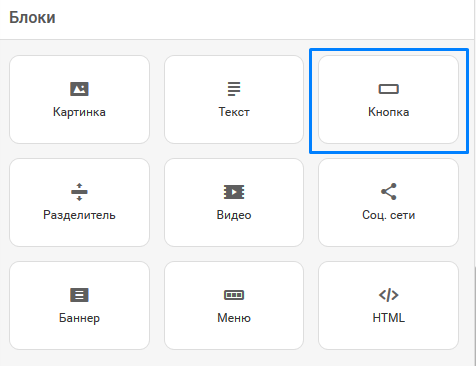 Блоки
Картинка
Текст
Кнопка
Разделитель
Видео
Соц. сети
Баннер
Меню
HTML